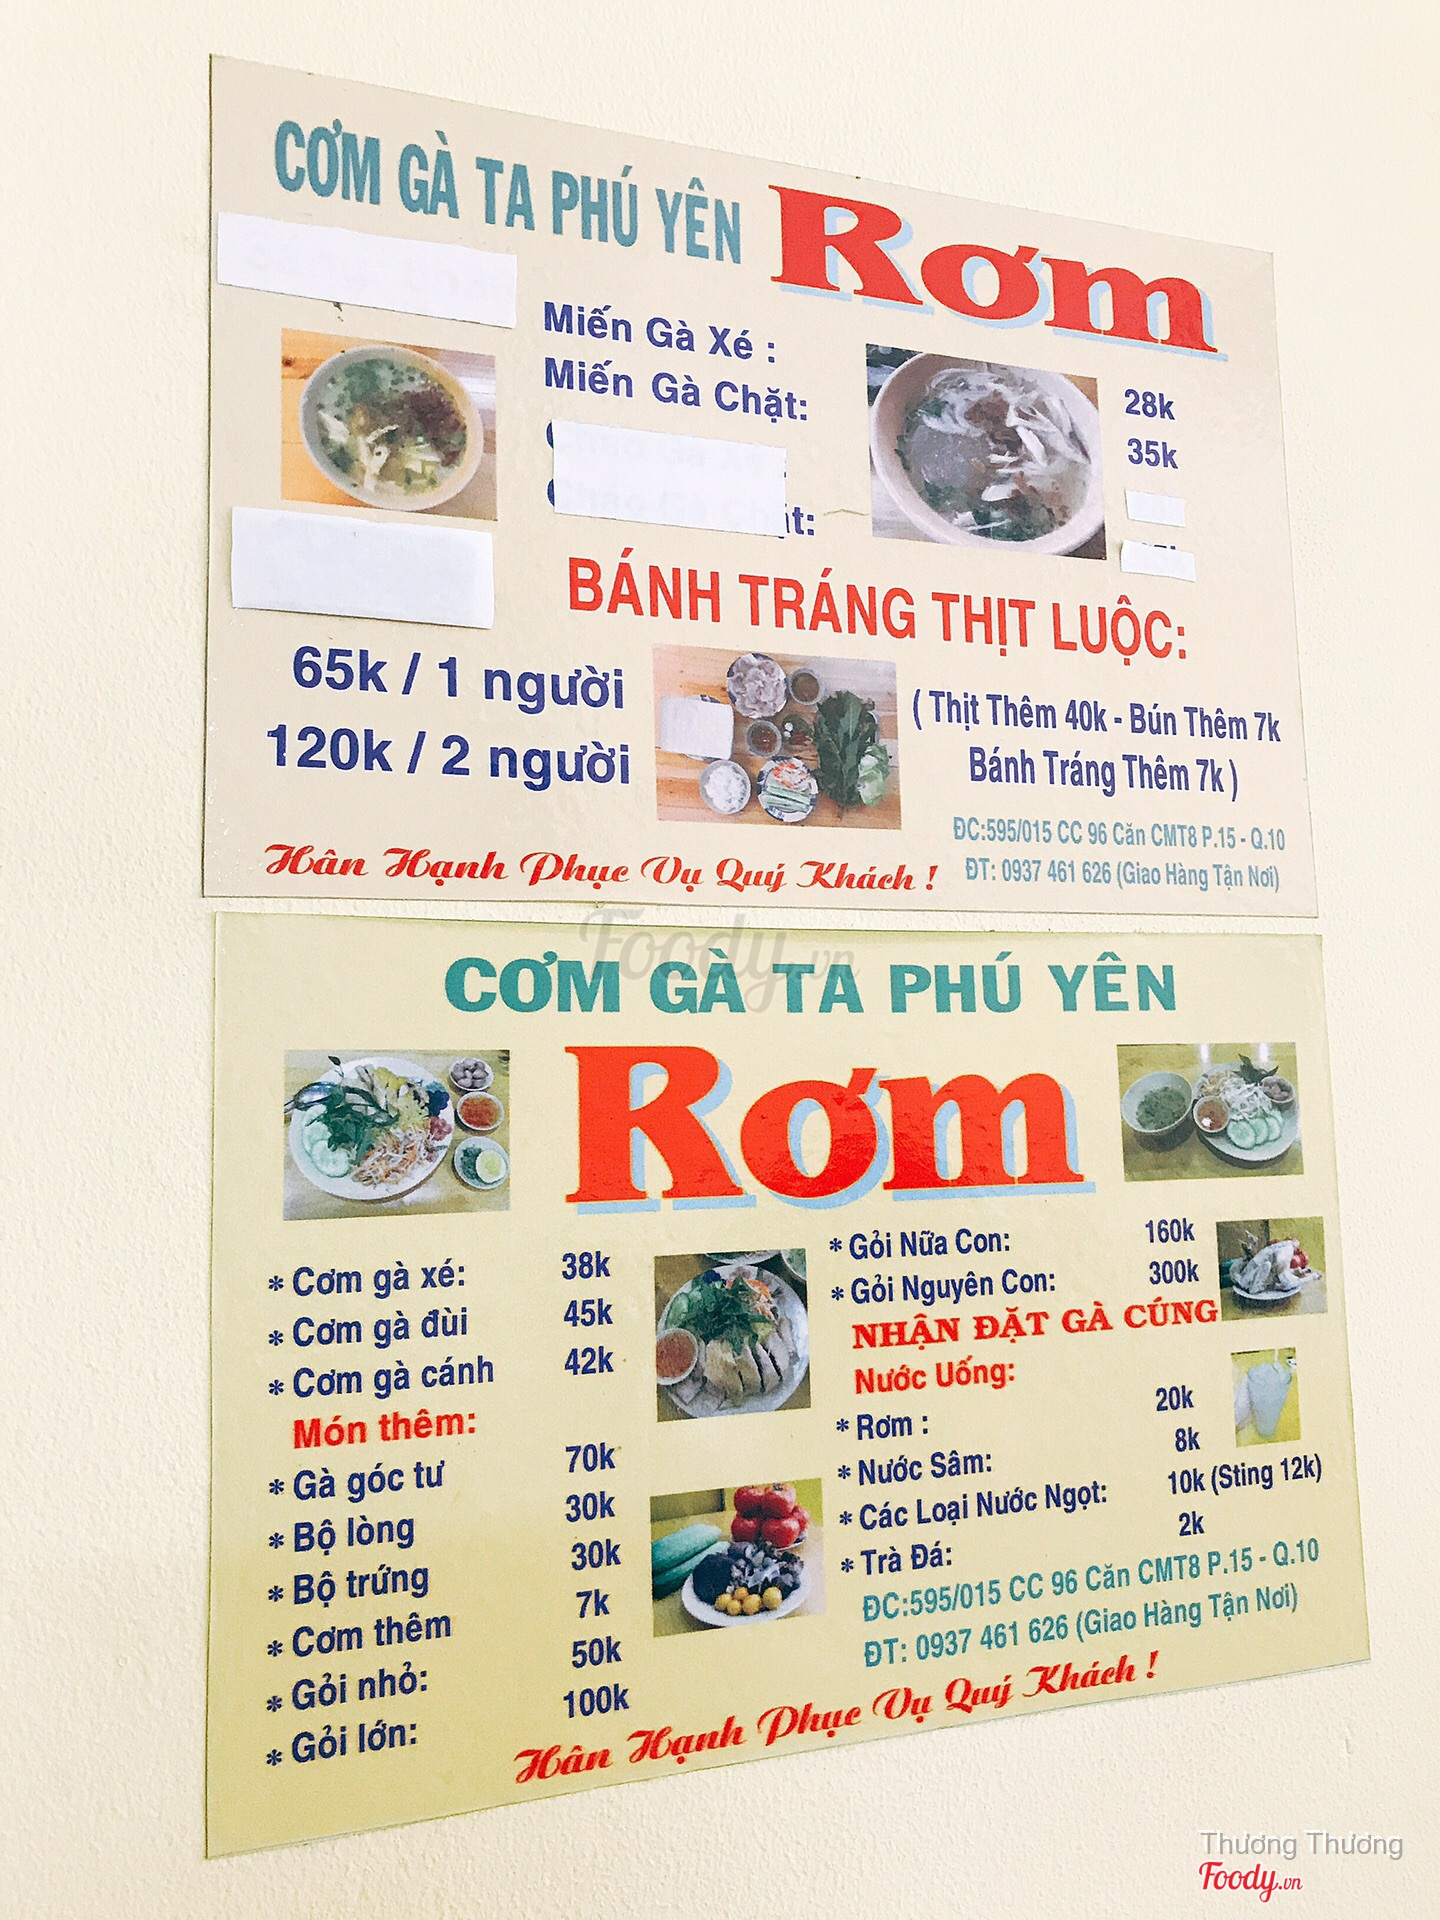 CƠM GÀ TA PHÚ YÊN Rơm
Miến Gà Xé : 28k
Miến Gà Chặt: 35k
BÁNH TRÁNG THỊT LUỘC:
65k / 1 người
120k / 2 người
( Thịt Thêm 40k - Bún Thêm 7k
Bánh Tráng Thêm 7k )
ĐC:595/015 CC 96 Căn CMT8 P.15 - Q.10
ĐT: 0937 461 626 (Giao Hàng Tận Nơi)
Hân Hạnh Phục Vụ Quý Khách !
Foody.vn
CƠM GÀ TA PHÚ YÊN
Rơm
* Cơm gà xé: 38k
* Cơm gà đùi 45k
* Cơm gà cánh 42k
Món thêm:
* Gà góc tư 70k
* Bộ lòng 30k
* Bộ trứng 30k
* Cơm thêm 7k
* Gỏi nhỏ: 50k
* Gỏi lớn: 100k
* Gỏi Nữa Con: 160k
* Gỏi Nguyên Con: 300k
NHẬN ĐẶT GÀ CÚNG
Nước Uống:
* Rơm : 20k
* Nước Sâm: 8k
* Các Loại Nước Ngọt: 10k (Sting 12k)
* Trà Đá: 2k
ĐC:595/015 CC 96 Căn CMT8 P.15 - Q.10
ĐT: 0937 461 626 (Giao Hàng Tận Nơi)
Hân Hạnh Phục Vụ Quý Khách !
Thương Thương
Foody.vn